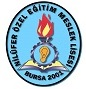 NİLÜFER ÖZEL EĞİTİM MESLEK LİSESİ
BURSA 2001